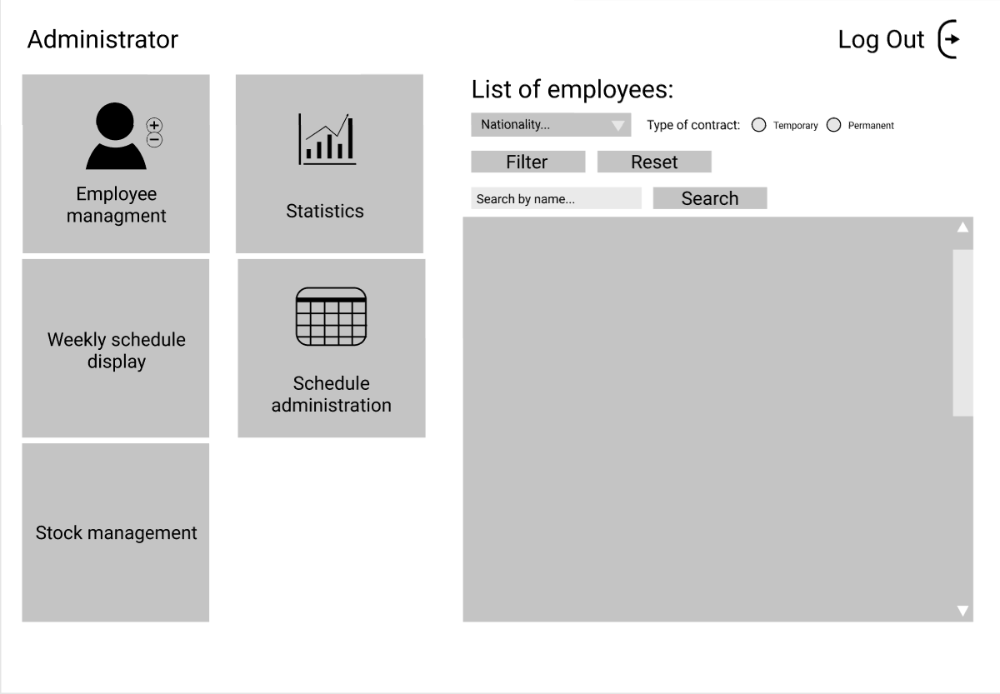 Administrator
Log Out
Employee
managment
Statistics
Weekly schedule
display
Schedule
administration
Stock management
List of employees:
Nationality...
Type of contract:
Temporary
Permanent
Filter
Reset
Search by name...
Search